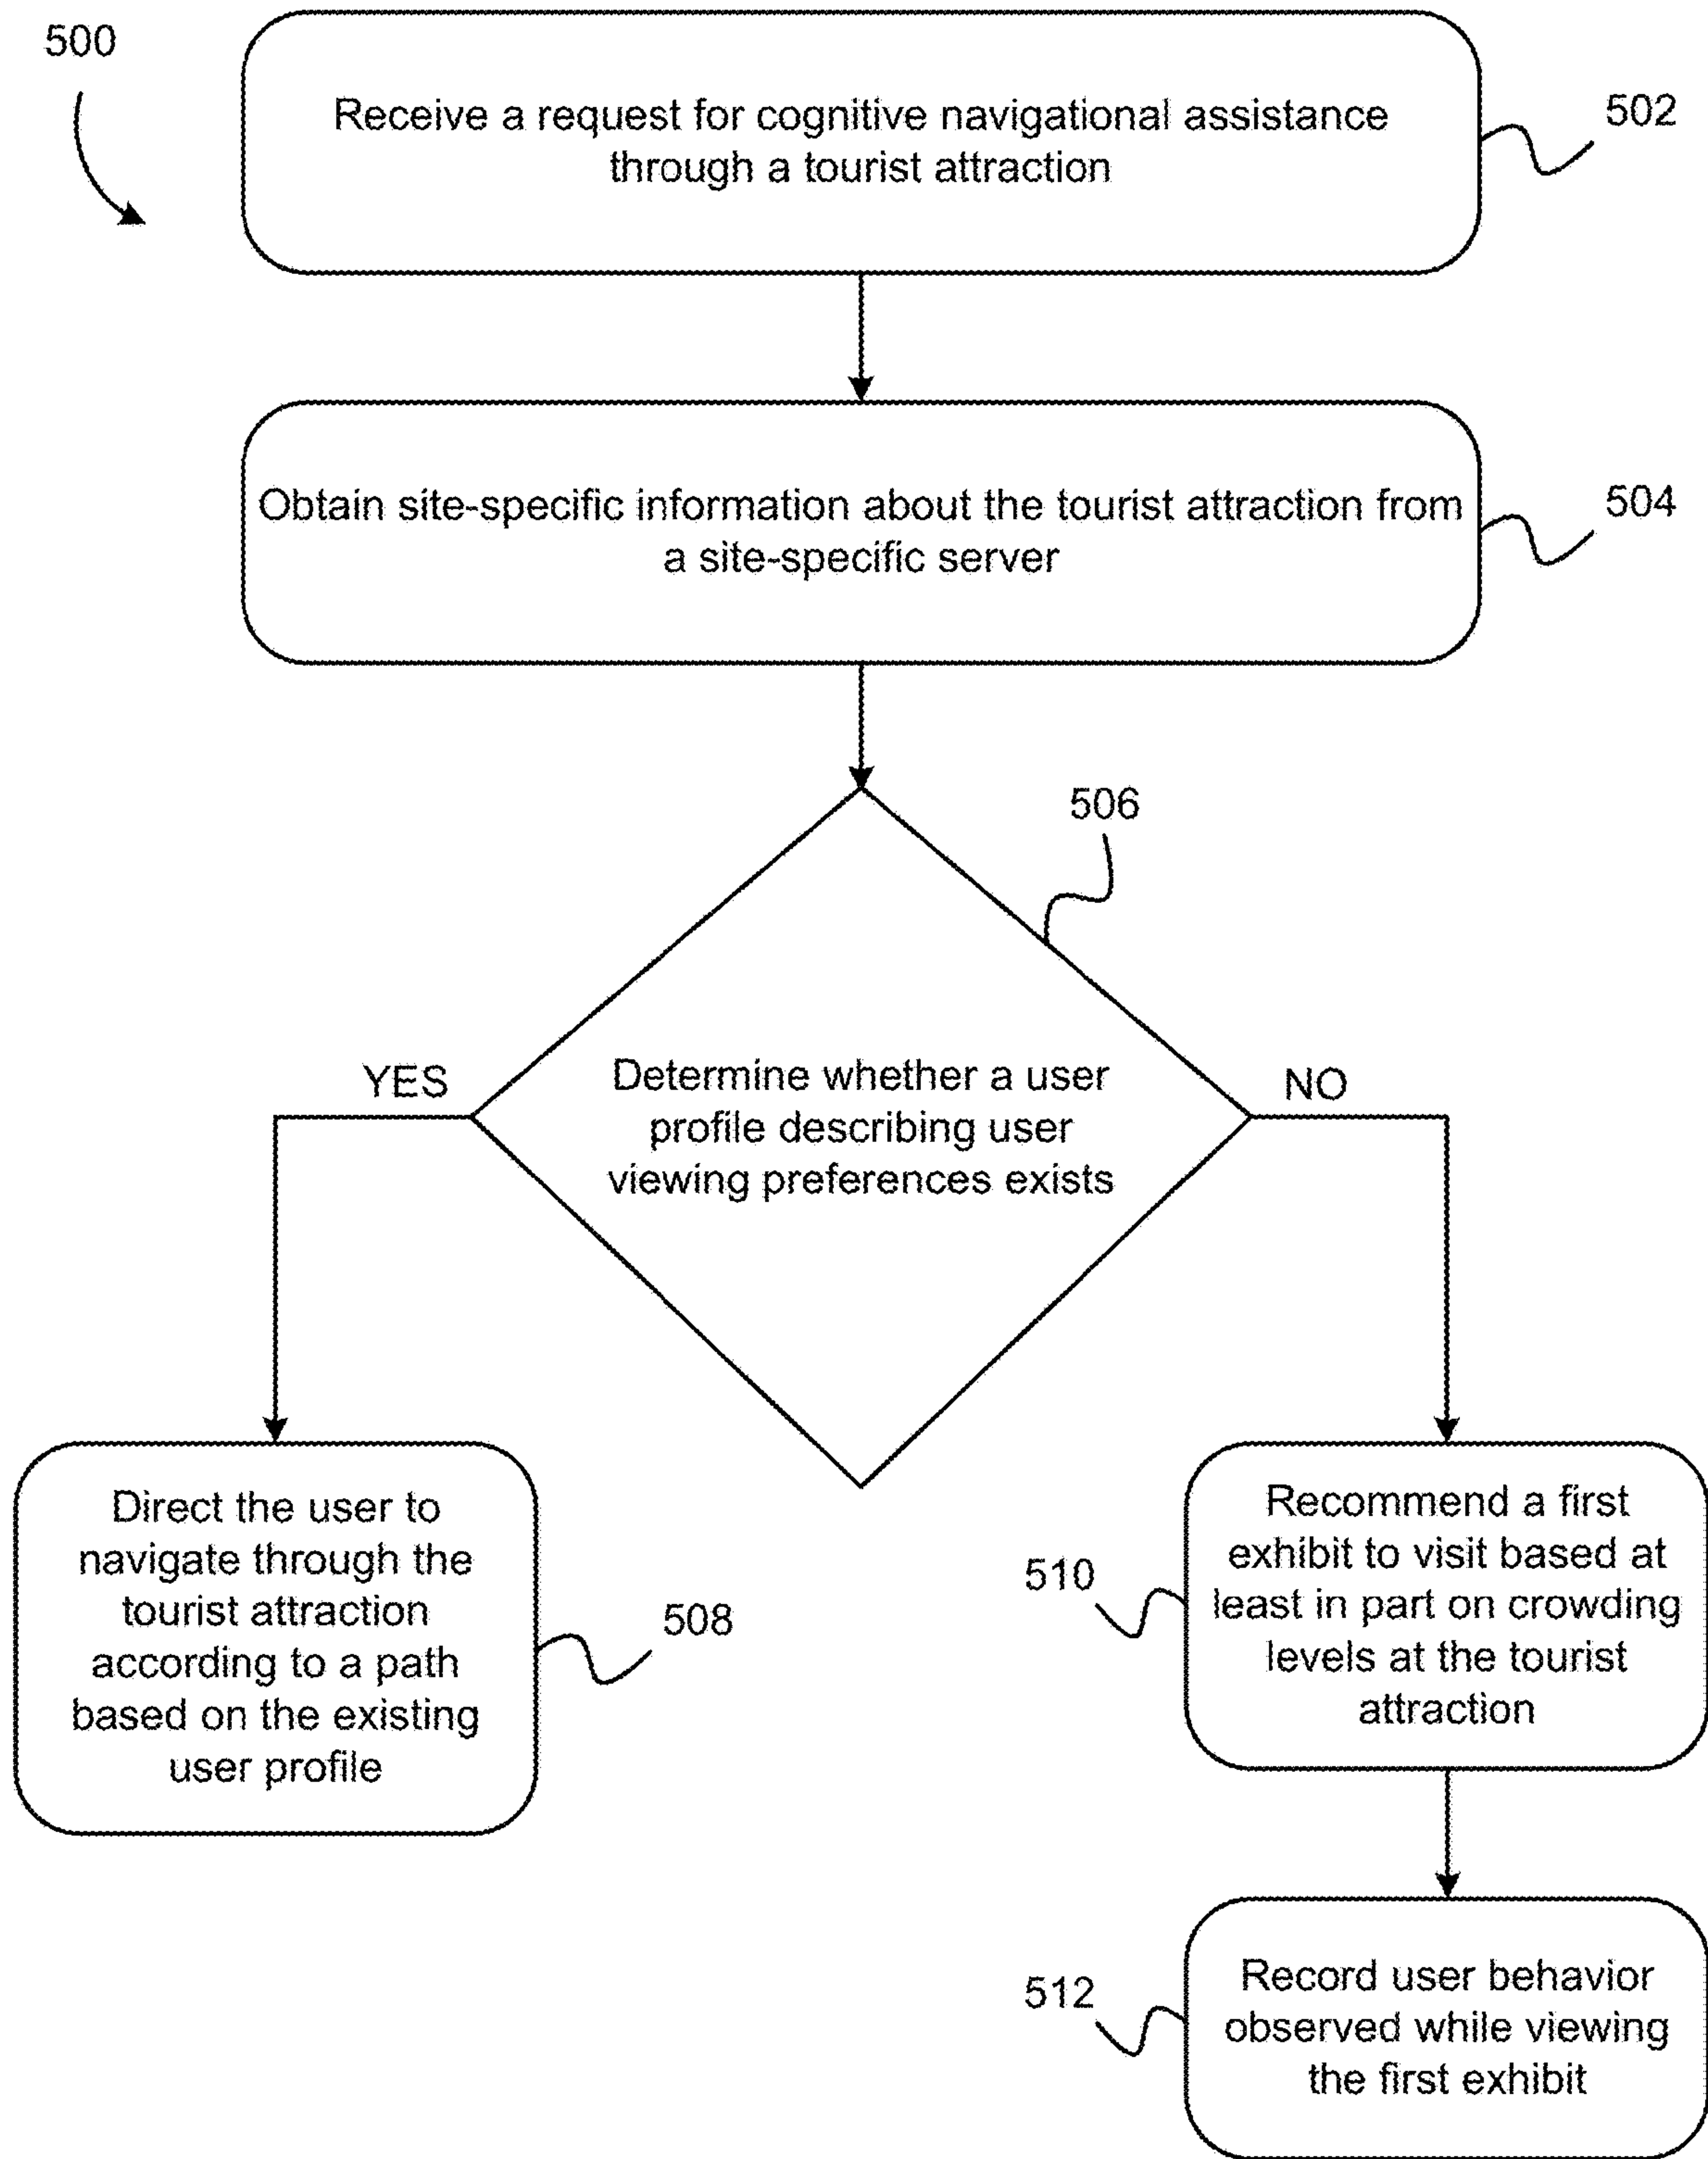 500
Receive a request for cognitive navigational assistance
through a tourist attraction
502
Obtain site-specific information about the tourist attraction from
a site-specific server
504
506
YES
Determine whether a user
profile describing user
viewing preferences exists
NO
Direct the user to
navigate through the
tourist attraction
according to a path
based on the existing
user profile
508
510
Recommend a first
exhibit to visit based at
least in part on crowding
levels at the tourist
attraction
512
Record user behavior
observed while viewing
the first exhibit